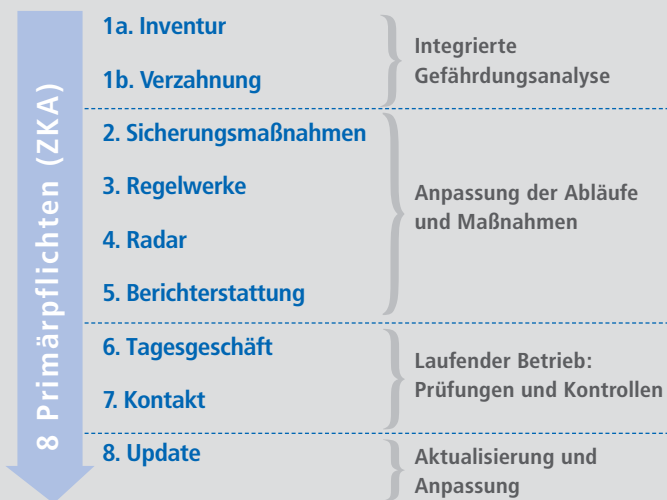 8 Primärpflichten (ZKA)
1a. Inventur
1b. Verzahnung
Integrierte
Gefährdungsanalyse
2. Sicherungsmaßnahmen
3. Regelwerke
4. Radar
5. Berichterstattung
Anpassung der Abläufe
und Maßnahmen
6. Tagesgeschäft
7. Kontakt
Laufender Betrieb:
Prüfungen und Kontrollen
8. Update
Aktualisierung und
Anpassung